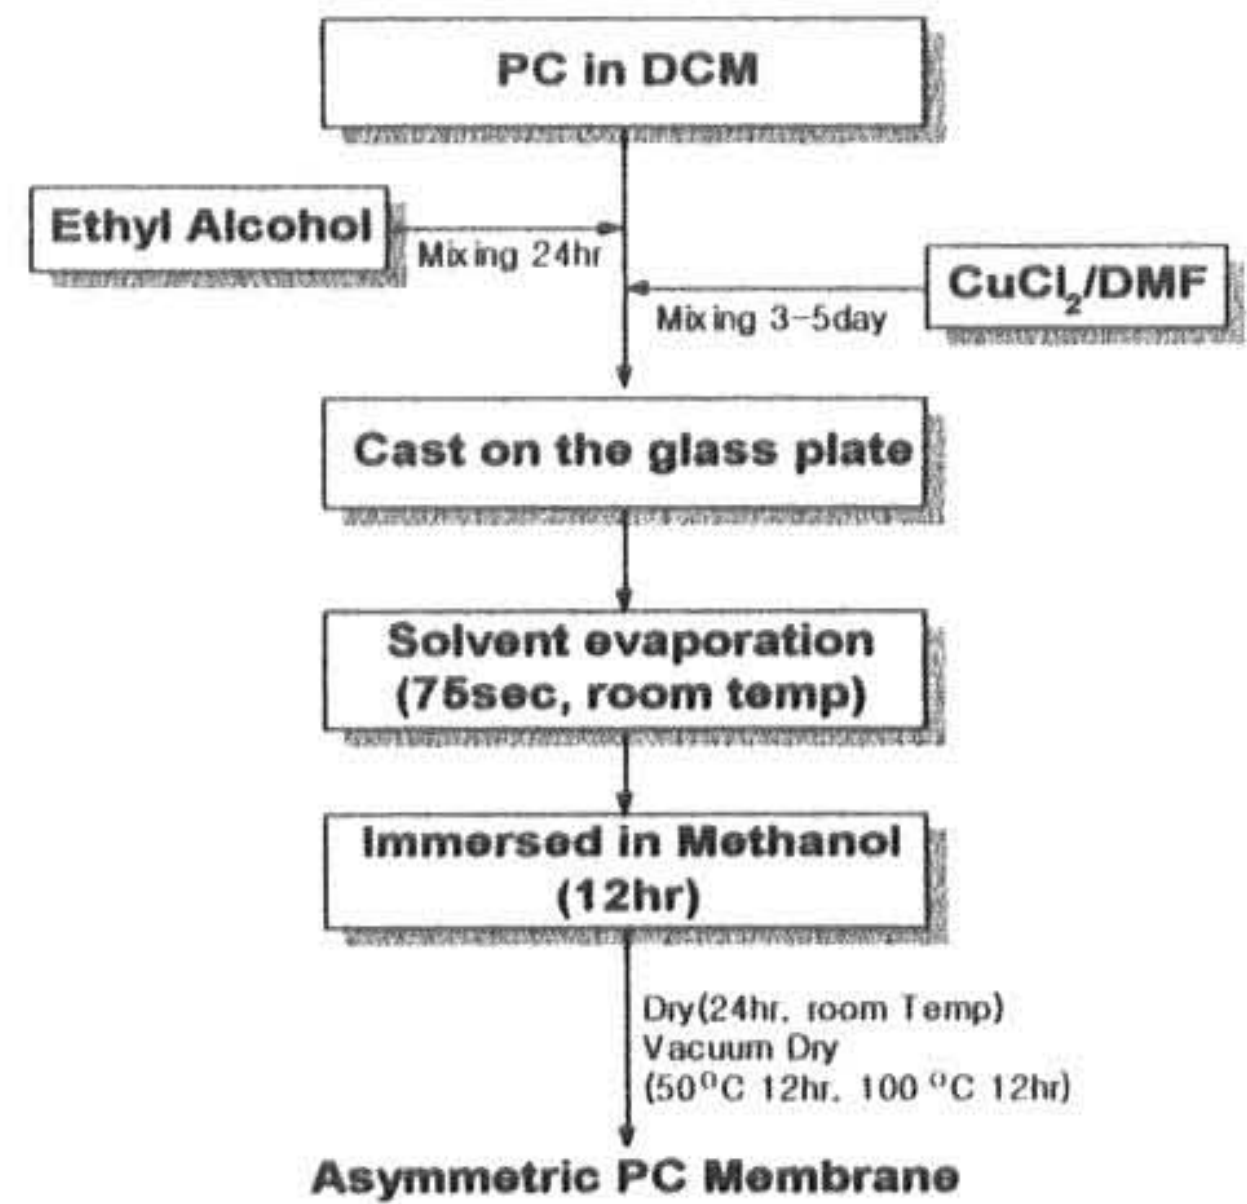 PC in DCM
Ethyl Alcohol
Mixing 24hr
CuCl₂/DMF
Mixing 3-5day
Cast on the glass plate
Solvent evaporation
(75sec, room temp)
Immersed in Methanol
(12hr)
Dry(24hr, room Temp)
Vacuum Dry
(50°C 12hr, 100 °C 12hr)
Asymmetric PC Membrane